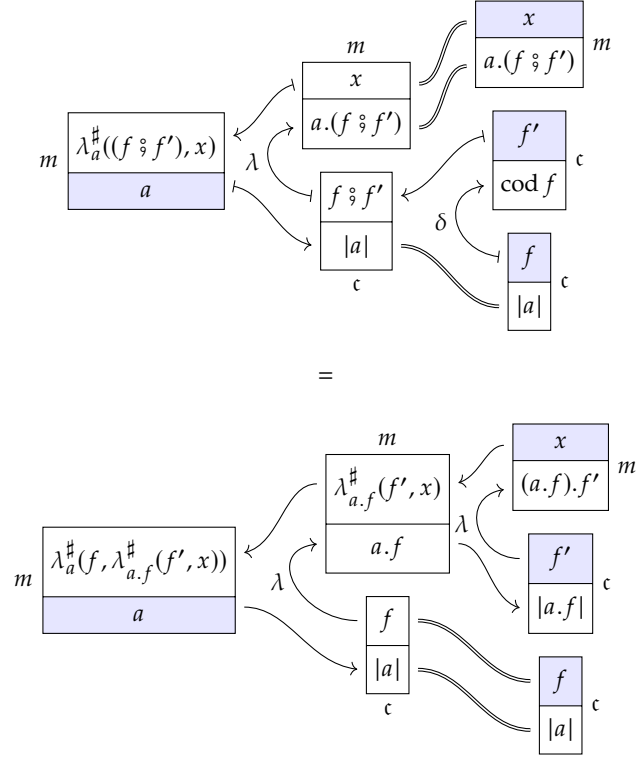 x
m
m
x
a.(f ⨟ f′)
a.(f ⨟ f′)
λ♯a((f ⨟ f′), x)
m
a
λ
f′
c
cod f
f ⨟ f′
|a|
c
δ
f
c
|a|
=
x
m
(a.f).f′
m
λ♯a.f(f′, x)
a.f
λ
λ♯a(f, λ♯a.f(f′, x))
m
a
λ
f′
c
|a.f|
f
|a|
c
f
c
|a|